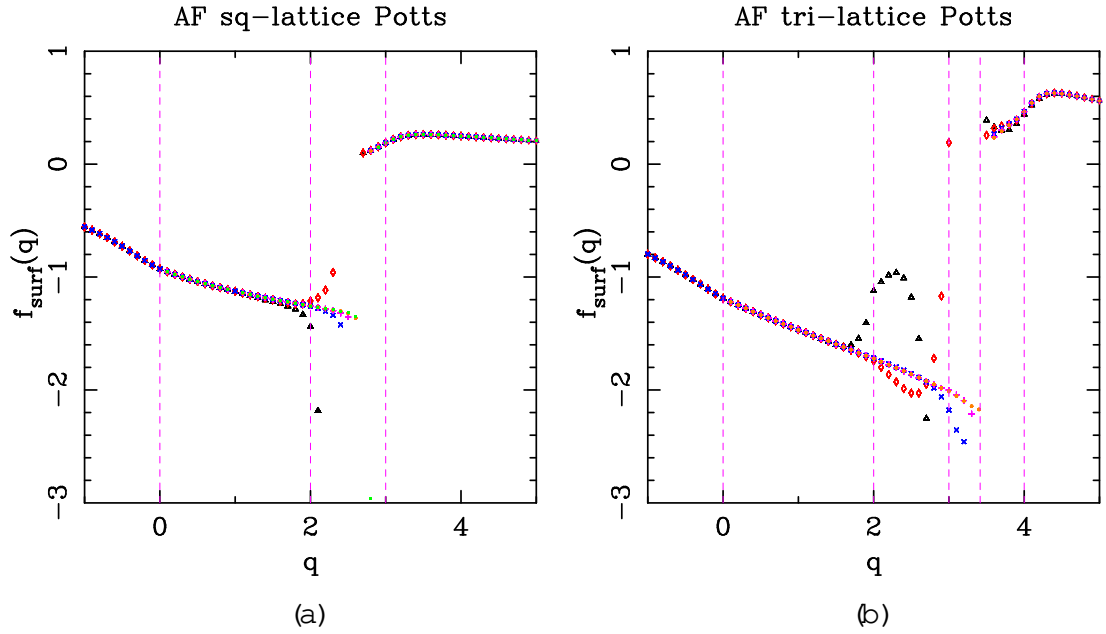 AF sq-lattice Potts
1
0
-1
-2
-3
f_surf(q)
0
2
4
q
(a)
AF tri-lattice Potts
1
0
-1
-2
-3
f_surf(q)
0
2
4
q
(b)